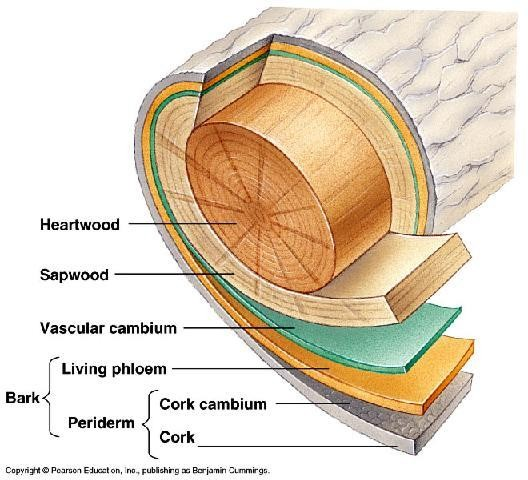 Heartwood
Sapwood
Vascular cambium
Living phloem
Bark
Cork cambium
Periderm
Cork
Copyright © Pearson Education, Inc., publishing as Benjamin Cummings.